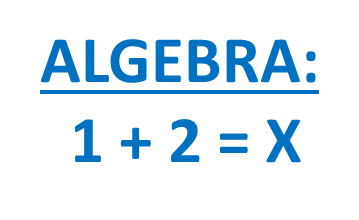 ALGEBRA:
1 + 2 = X